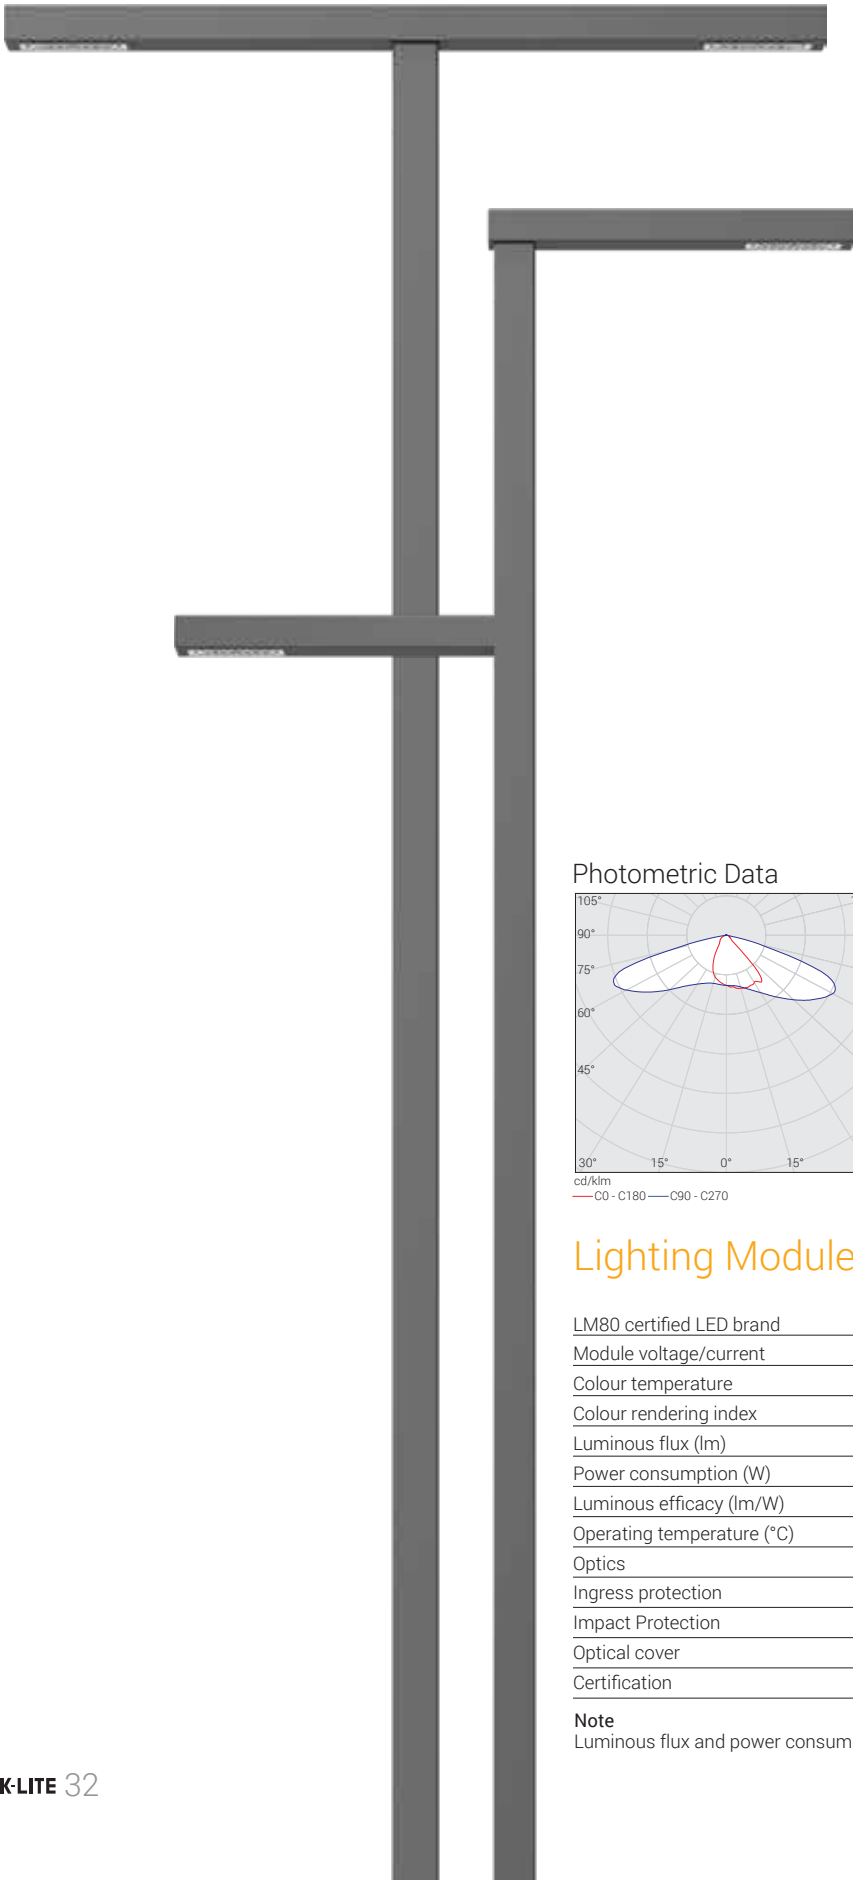 Photometric Data
105°
90°
75°
60°
45°
30° 15° 0° 15°
cd/klm
C0 - C180 C90 - C270
Lighting Module
LM80 certified LED brand
Module voltage/current
Colour temperature
Colour rendering index
Luminous flux (lm)
Power consumption (W)
Luminous efficacy (lm/W)
Operating temperature (°C)
Optics
Ingress protection
Impact Protection
Optical cover
Certification
Note
Luminous flux and power consum
K-LITE 32